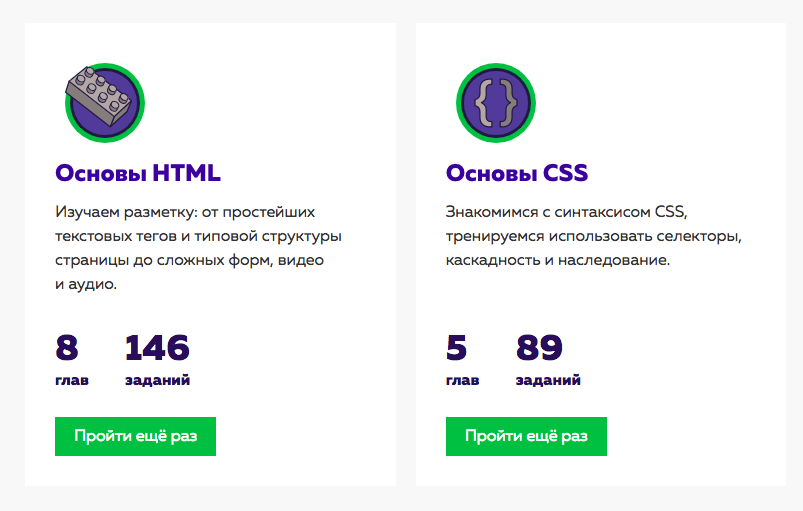 Основы HTML
Изучаем разметку: от простейших
текстовых тегов и типовой структуры
страницы до сложных форм, видео
и аудио.
8 146
глав заданий
Пройти ещё раз
{ }
Основы CSS
Знакомимся с синтаксисом CSS,
тренируемся использовать селекторы,
каскадность и наследование.
5 89
глав заданий
Пройти ещё раз